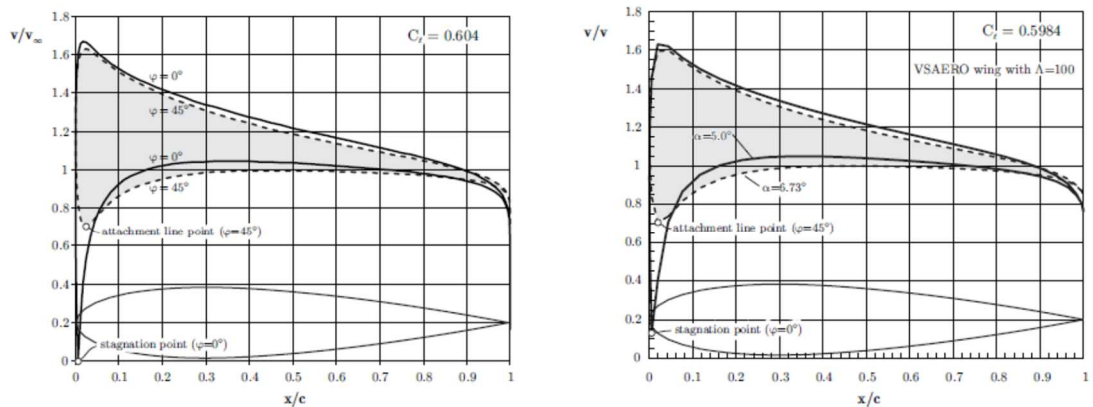 1.8
v/v∞
Cℓ = 0.604
1.6
φ = 0°
1.4
φ = 45°
1.2
φ = 0°
1
φ = 45°
0.8
attachment line point (φ=45°)
0.6
0.4
0.2
stagnation point (φ=0°)
0
0 0.1 0.2 0.3 0.4 0.5 0.6 0.7 0.8 0.9 1
x/c
1.8
v/v
Cℓ = 0.5984
1.6
VSAERO wing with Λ=100
1.4
1.2
α=5.0°
1
α=6.73°
0.8
attachment line point (φ=45°)
0.6
0.4
0.2
stagnation point (φ=0°)
0
0 0.1 0.2 0.3 0.4 0.5 0.6 0.7 0.8 0.9 1
x/c